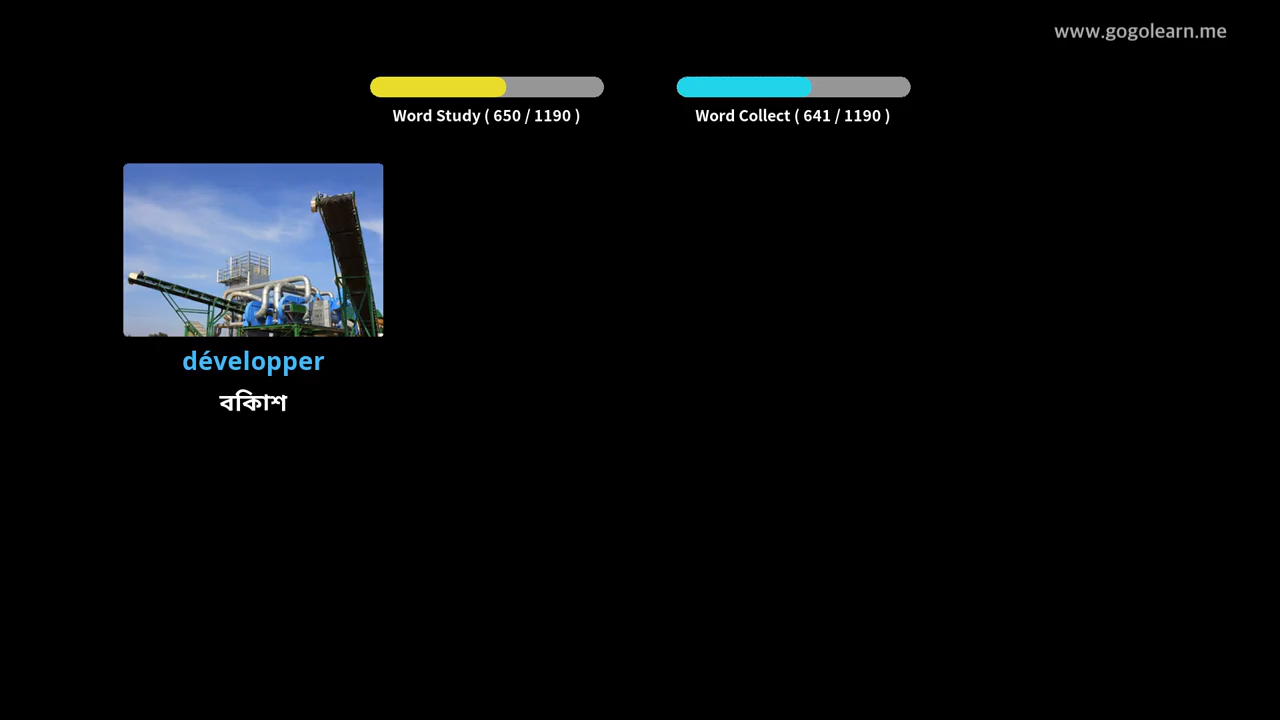 www.gogolearn.me
Word Study ( 650 / 1190 )
Word Collect ( 641 / 1190 )
développer
বকিাশ